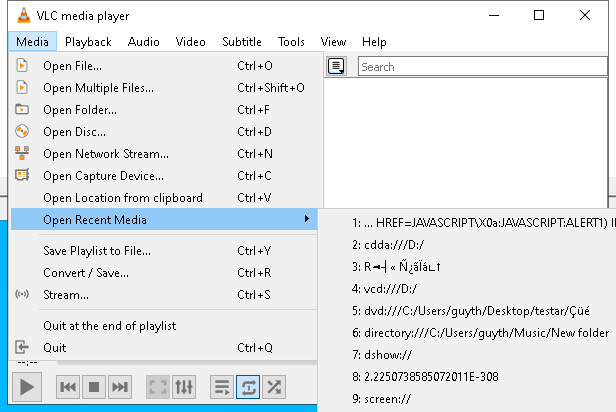 VLC media player
Media Playback Audio Video Subtitle Tools View Help
Open File... Ctrl+O
Open Multiple Files... Ctrl+Shift+O
Open Folder... Ctrl+F
Open Disc... Ctrl+D
Open Network Stream... Ctrl+N
Open Capture Device... Ctrl+C
Open Location from clipboard Ctrl+V
Open Recent Media
Save Playlist to File... Ctrl+Y
Convert / Save... Ctrl+R
Stream... Ctrl+S
Quit at the end of playlist
Quit Ctrl+Q
--:--
Search
1: ... HREF=JAVASCRIPT\X0a:JAVASCRIPT:ALERT1)
2: cdda:///D:/
3: R⊸┤« Ñ¿ãÏá∟↑
4: vcd:///D:/
5: dvd:///C:/Users/guyth/Desktop/testar/Çüé
6: directory:///C:/Users/guyth/Music/New folder
7: dshow://
8: 2.2250738585072011E-308
9: screen://